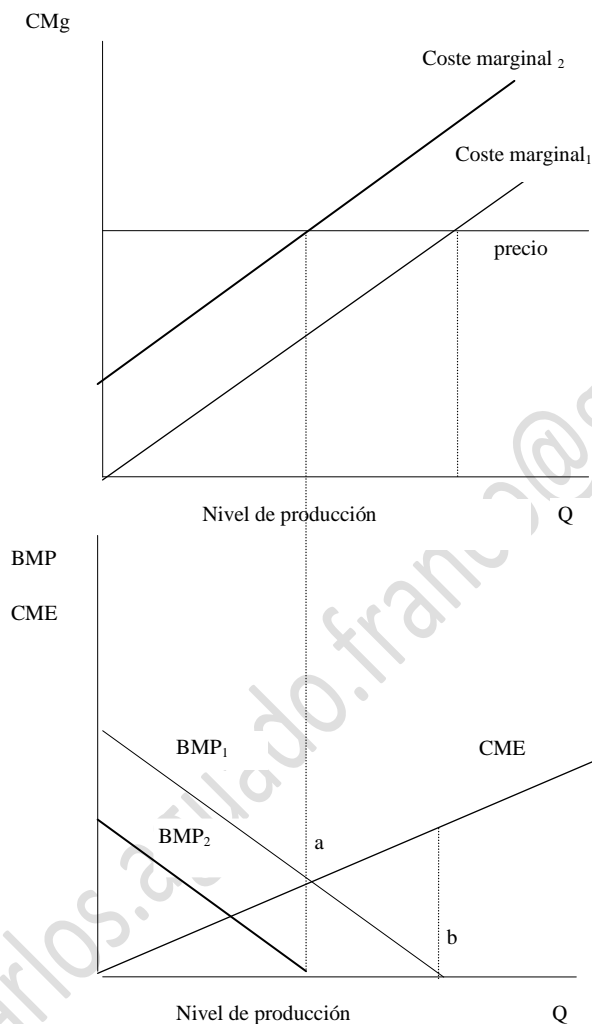 CMg
Coste marginal 2
Coste marginal1
precio
Nivel de producción Q
BMP
CME
BMP1 CME
BMP2
a
b
Nivel de producción Q